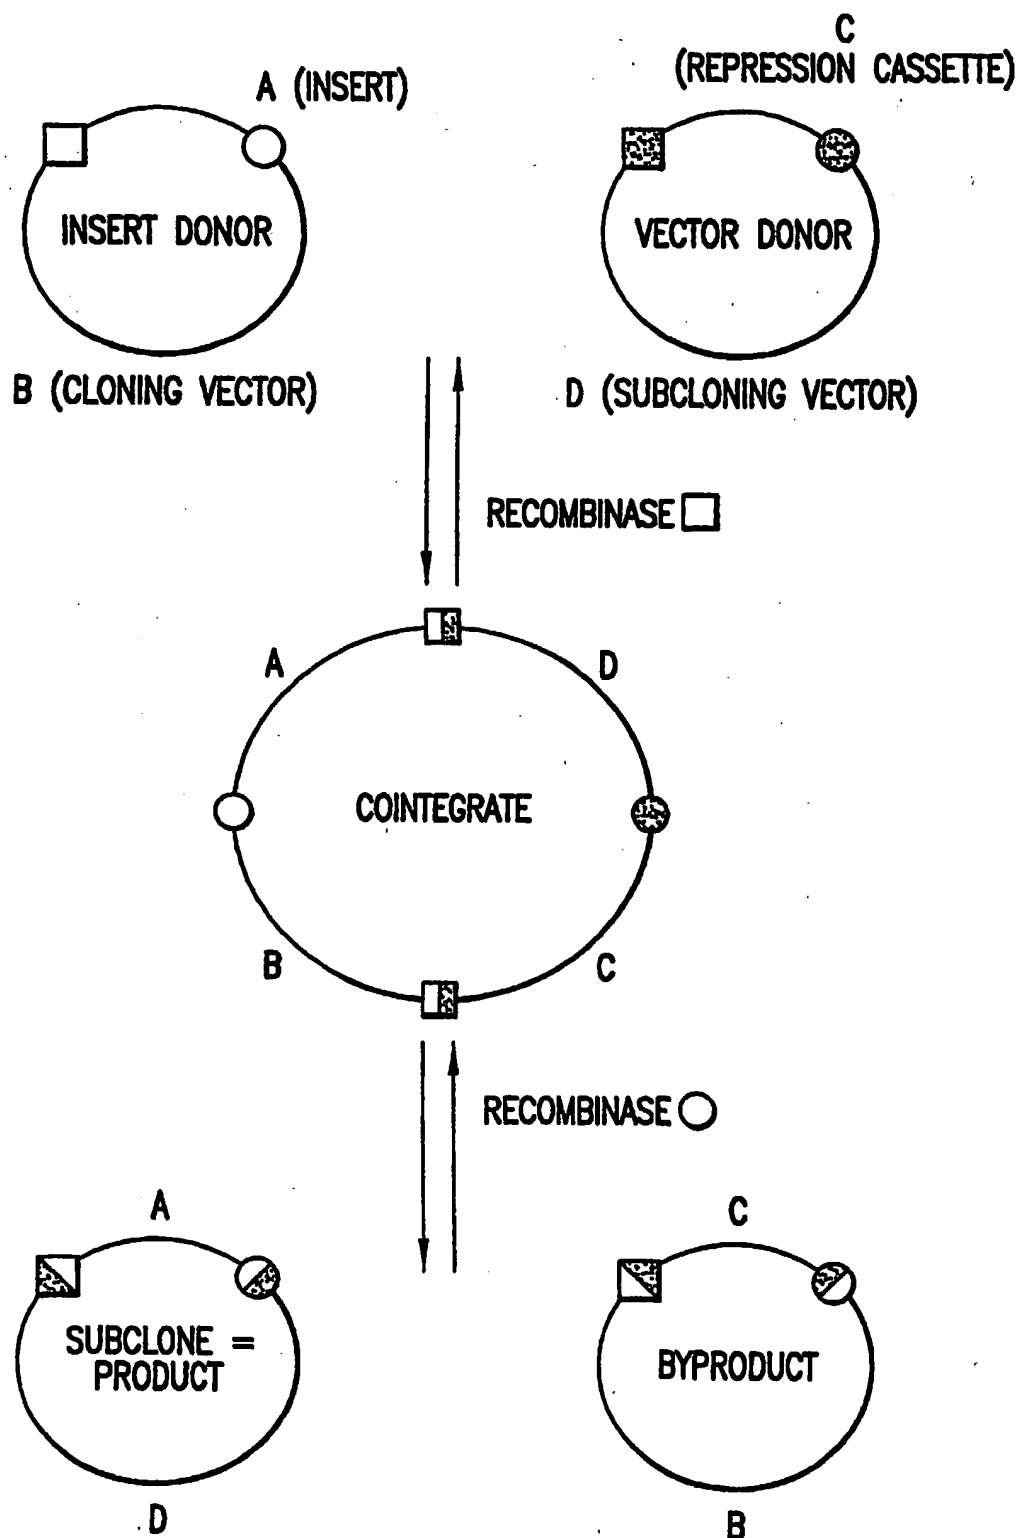 C
A (INSERT)
(REPRESSION CASSETTE)
INSERT DONOR
VECTOR DONOR
B (CLONING VECTOR)
D (SUBCLONING VECTOR)
RECOMBINASE
A
D
COINTEGRATE
B
C
RECOMBINASE
A
C
SUBCLONE =
PRODUCT
BYPRODUCT
D
B